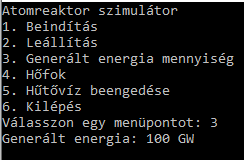 Atomreaktor szimulátor
1. Beindítás
2. Leállítás
3. Generált energia mennyiség
4. Hőfok
5. Hűtővíz beengedése
6. Kilépés
Válasszon egy menüpontot: 3
Generált energia: 100 GW